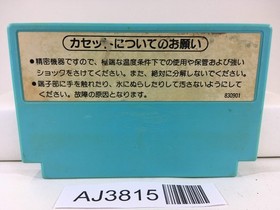 カセットについてのお願い
●精密機器ですので、極端な温度条件下での使用や保管および強い
ショックをさけてください。また、絶対に分解しないでください。
●端子部に手を触れたり、水にぬらしたりして汚さないようにして
ください。故障の原因となります。
830801
AJ3815